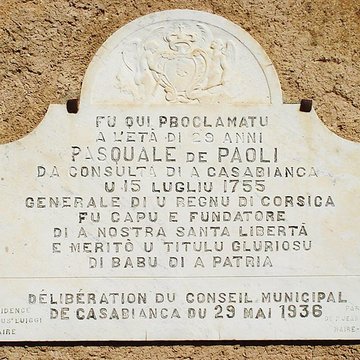 FU QUI PROCLAMATU
A L'ETÀ DI 29 ANNI
PASQUALE DE PAOLI
DA CONSULTA DI A CASABIANCA
U 15 LUGLIU 1755
GENERALE DI U REGNU DI CORSICA
FU CAPU E FUNDATORE
DI A NOSTRA SANTA LIBERTÀ
E MERITÒ U TITULU GLURIOSU
DI BABU DI A PATRIA
DÉLIBÉRATION DU CONSEIL MUNICIPAL
DE CASABIANCA DU 29 MAI 1936